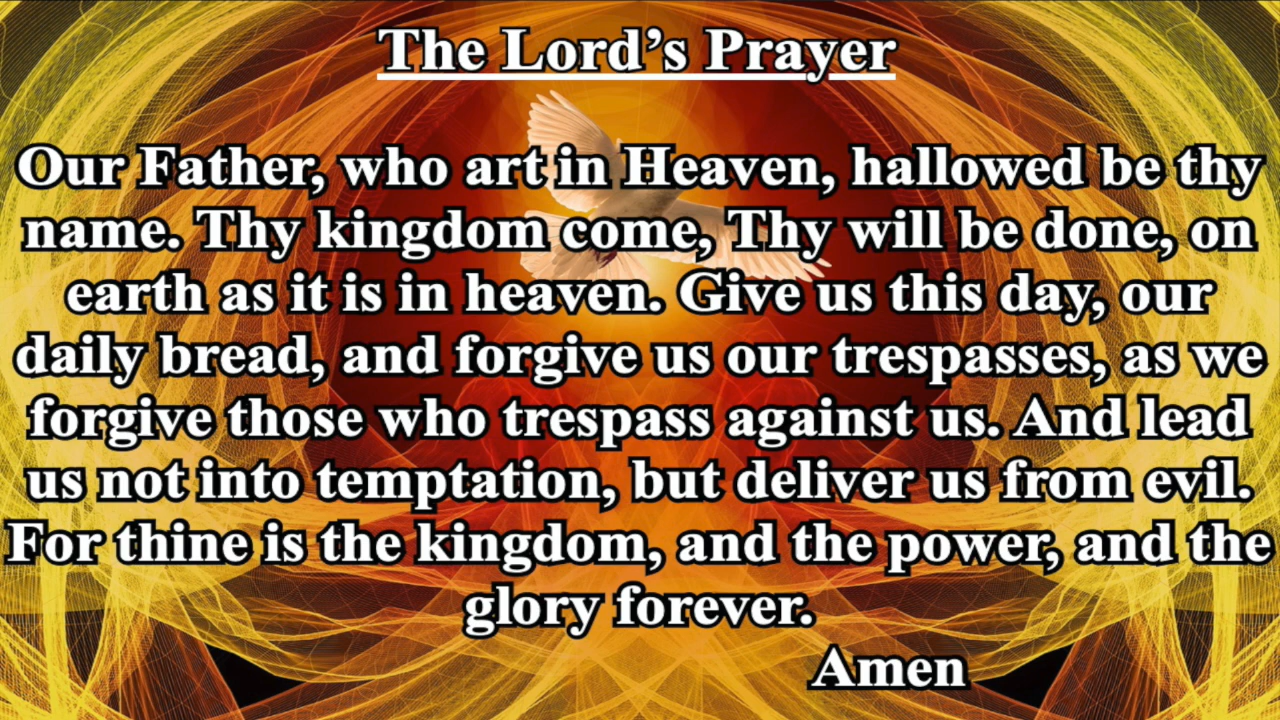 The Lord’s Prayer
Our Father, who art in Heaven, hallowed be thy
name. Thy kingdom come, Thy will be done, on
earth as it is in heaven. Give us this day, our
daily bread, and forgive us our trespasses, as we
forgive those who trespass against us. And lead
us not into temptation, but deliver us from evil.
For thine is the kingdom, and the power, and the
glory forever.
Amen